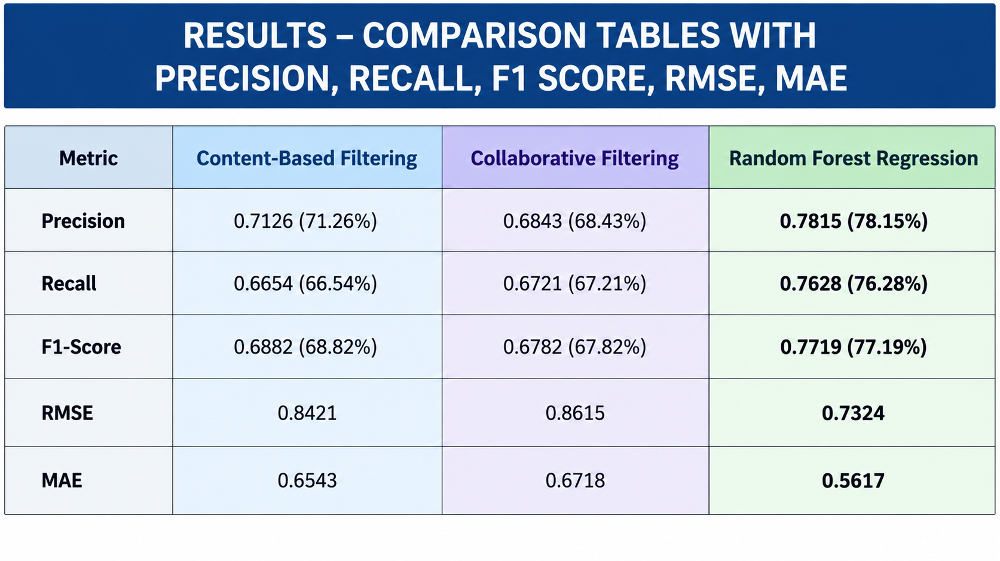 RESULTS – COMPARISON TABLES WITH
PRECISION, RECALL, F1 SCORE, RMSE, MAE
Metric Content-Based Filtering Collaborative Filtering Random Forest Regression
Precision 0.7126 (71.26%) 0.6843 (68.43%) 0.7815 (78.15%)
Recall 0.6654 (66.54%) 0.6721 (67.21%) 0.7628 (76.28%)
F1-Score 0.6882 (68.82%) 0.6782 (67.82%) 0.7719 (77.19%)
RMSE 0.8421 0.8615 0.7324
MAE 0.6543 0.6718 0.5617